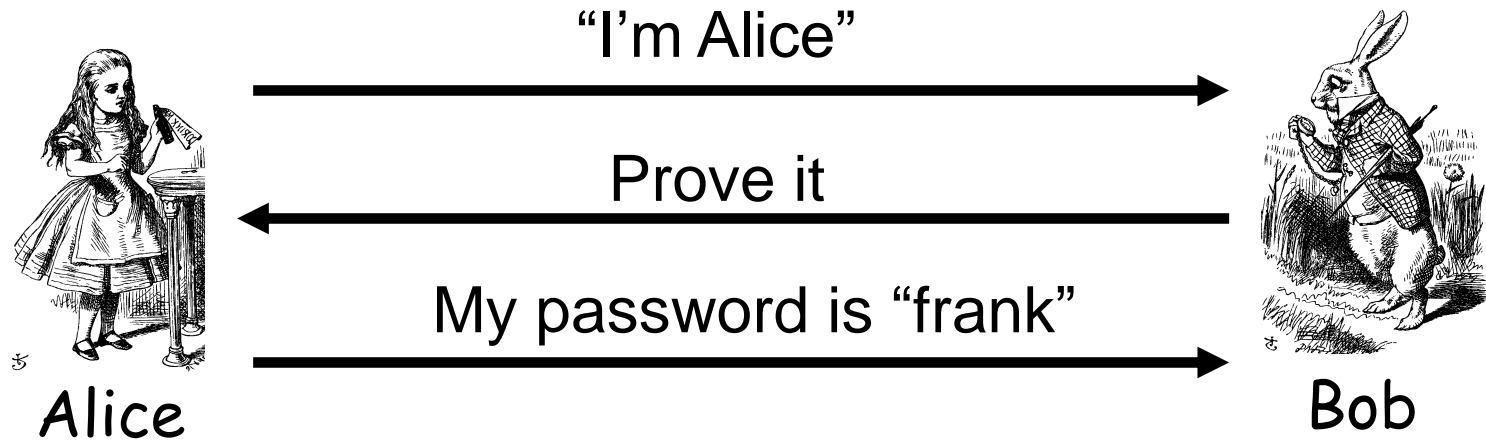 “I’m Alice”
Prove it
My password is “frank”
Alice
Bob